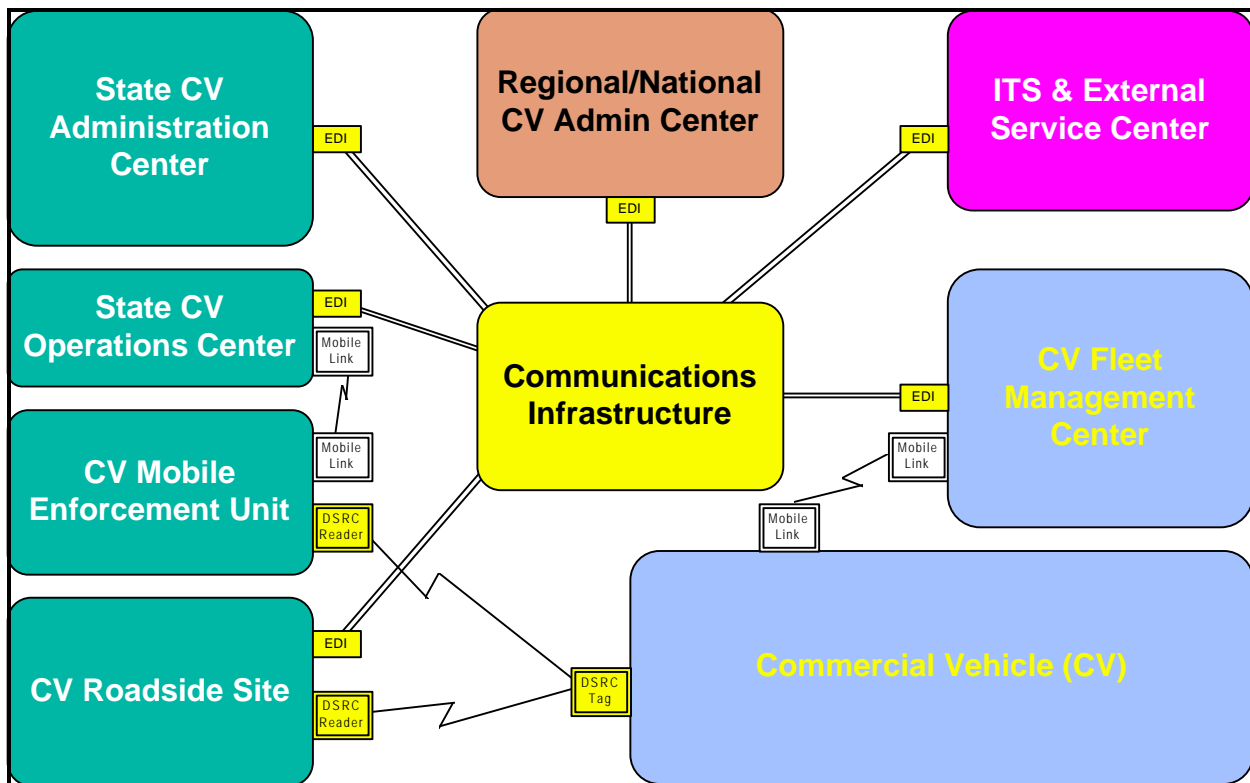 State CV
Administration
Center
EDI
Regional/National
CV Admin Center
EDI
ITS & External
Service Center
EDI
State CV
Operations Center
EDI
Mobile
Link
Communications
Infrastructure
CV Fleet
Management
Center
EDI
Mobile
Link
CV Mobile
Enforcement Unit
Mobile
Link
DSRC
Reader
Mobile
Link
Commercial Vehicle (CV)
DSRC
Tag
CV Roadside Site
EDI
DSRC
Reader